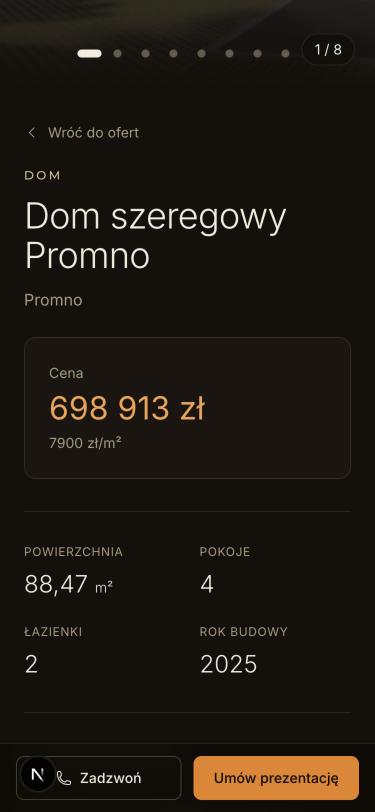 1 / 8
Wróć do ofert
DOM
Dom szeregowy
Promno
Promno
Cena
698 913 zł
7900 zł/m²
POWIERZCHNIA
88,47 m²
POKOJE
4
ŁAZIENKI
2
ROK BUDOWY
2025
N
Zadzwoń
Umów prezentację